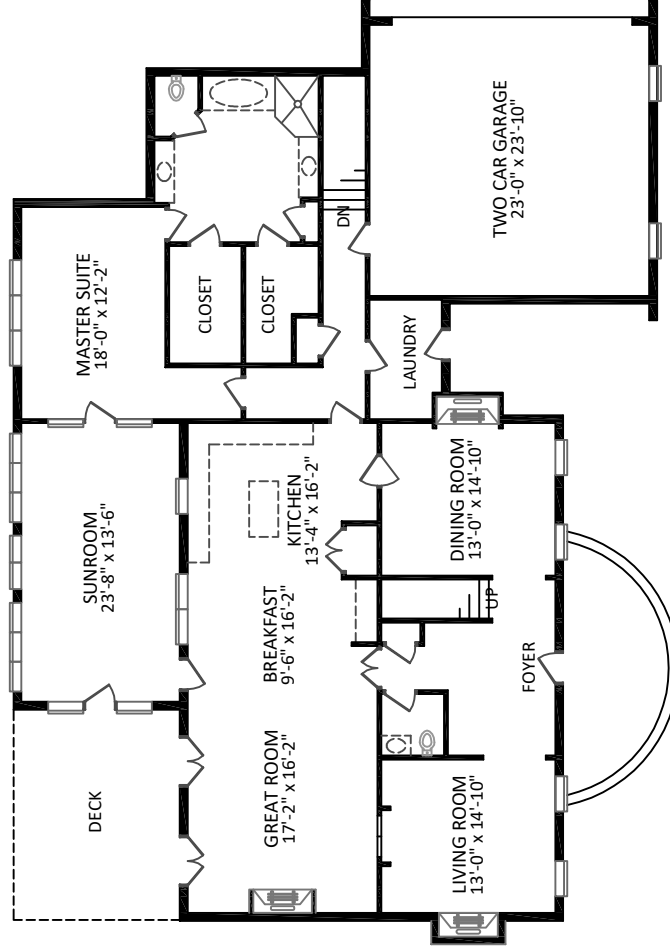 TWO CAR GARAGE
23'-0" x 23'-10"
DN
MASTER SUITE
18'-0" x 12'-2"
CLOSET
CLOSET
LAUNDRY
SUNROOM
23'-8" x 13'-6"
KITCHEN
13'-4" x 16'-2"
DINING ROOM
13'-0" x 14'-10"
BREAKFAST
9'-6" x 16'-2"
UP
FOYER
DECK
GREAT ROOM
17'-2" x 16'-2"
LIVING ROOM
13'-0" x 14'-10"